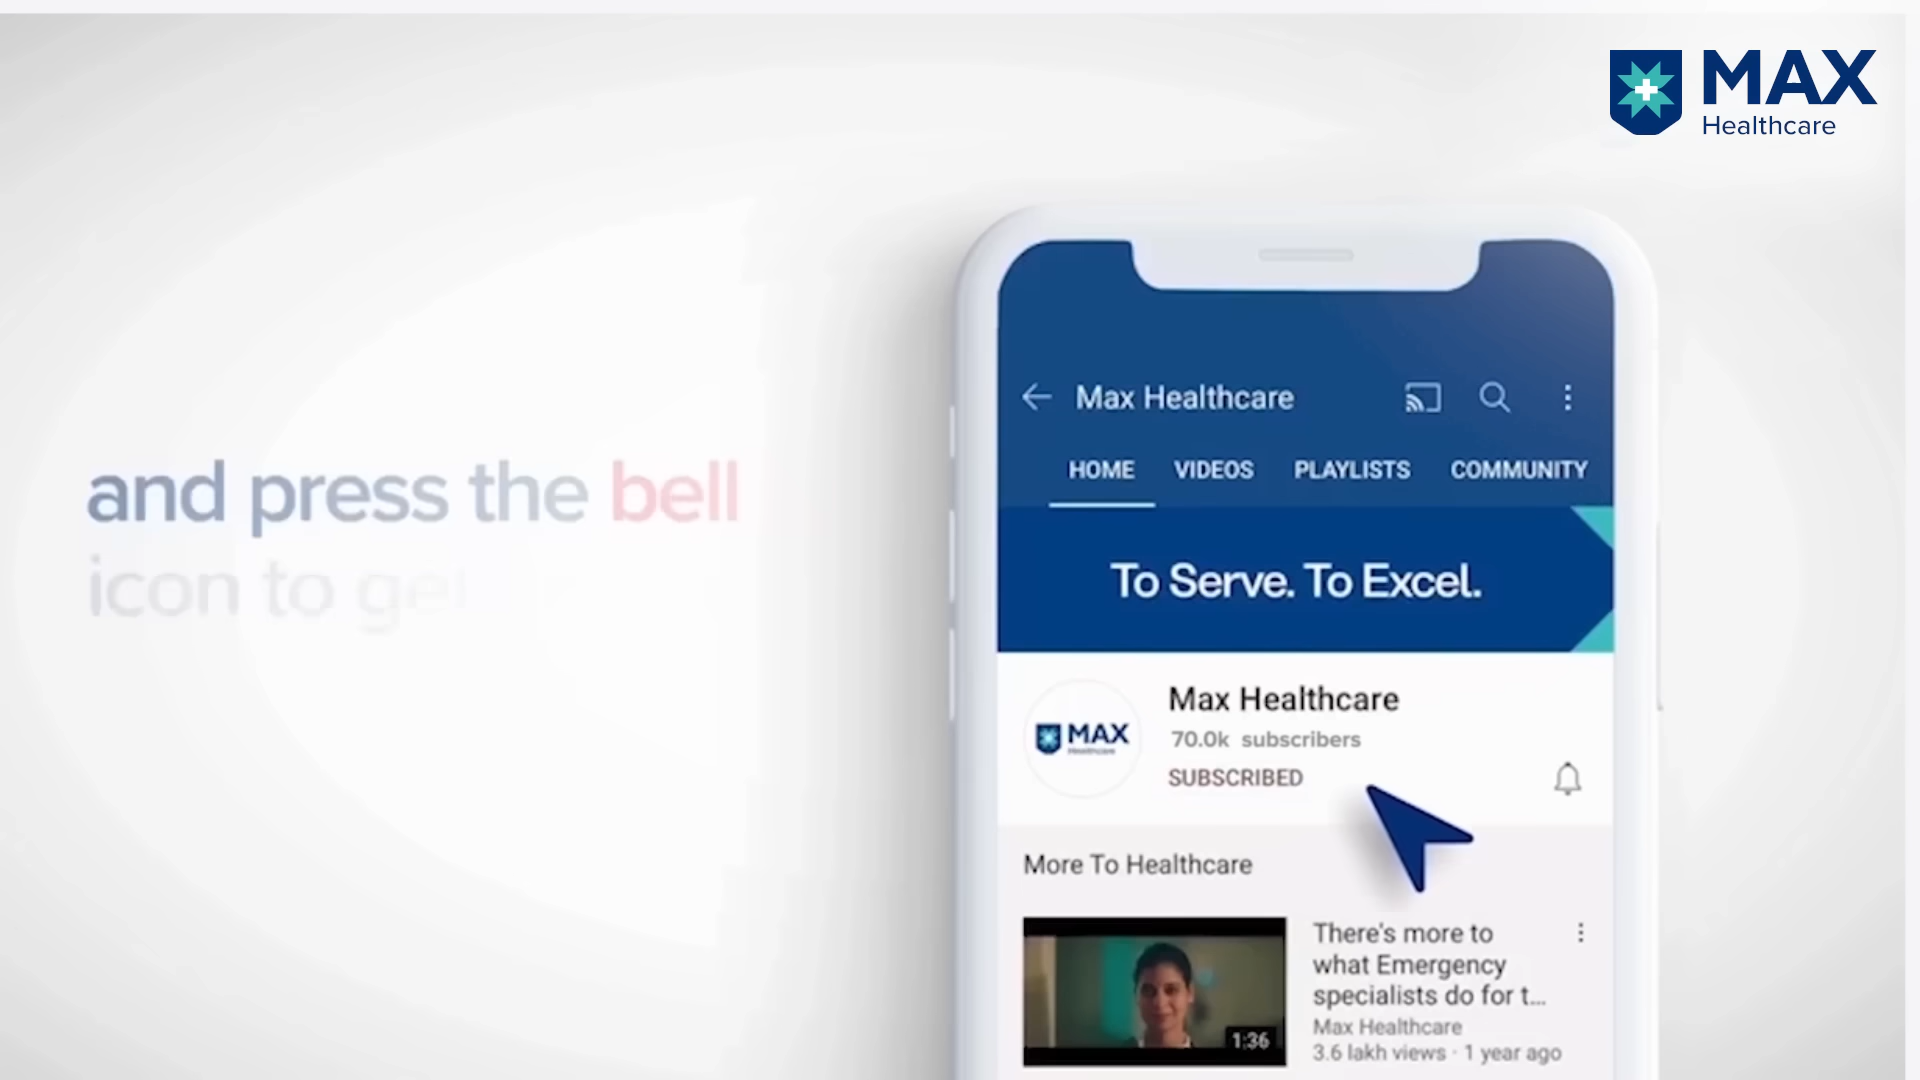 MAX
Healthcare
and press the bell
icon to get
Max Healthcare
HOME VIDEOS PLAYLISTS COMMUNITY
To Serve. To Excel.
MAX
Healthcare
Max Healthcare
70.0k subscribers
SUBSCRIBED
More To Healthcare
There's more to
what Emergency
specialists do for t...
Max Healthcare
3.6 lakh views · 1 year ago
1:36